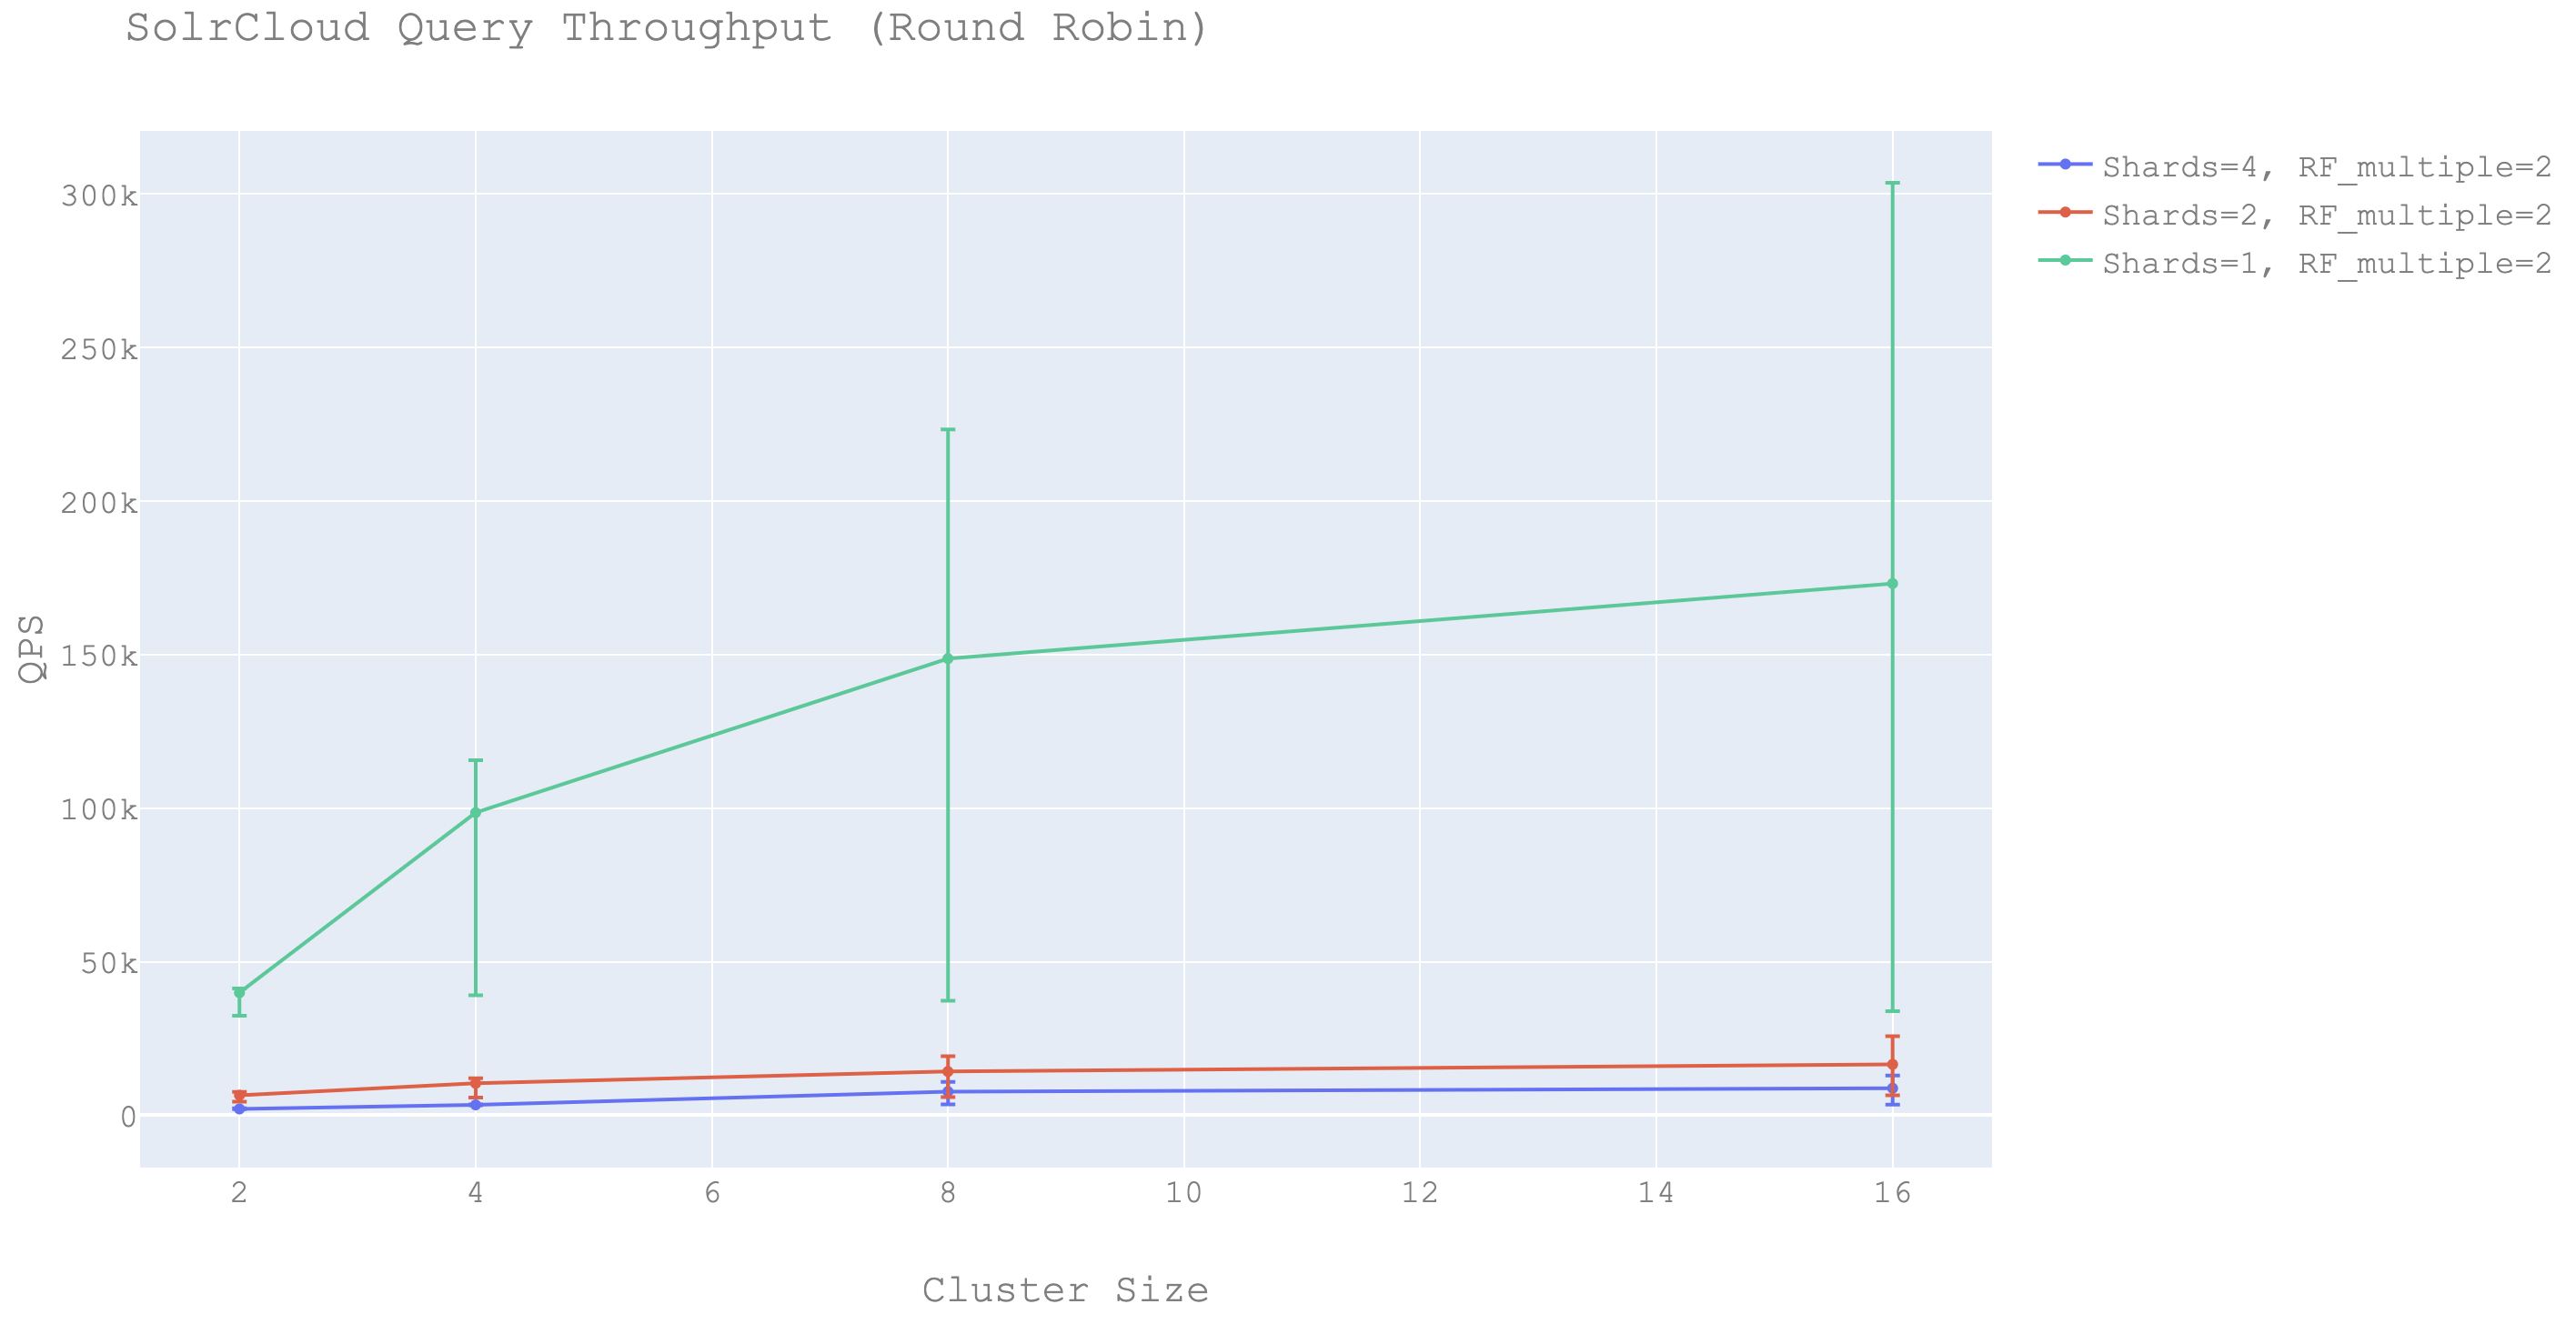 SolrCloud Query Throughput (Round Robin)
Shards=4, RF_multiple=2
Shards=2, RF_multiple=2
Shards=1, RF_multiple=2
300k
250k
200k
150k
100k
50k
0
QPS
2 4 6 8 10 12 14 16
Cluster Size